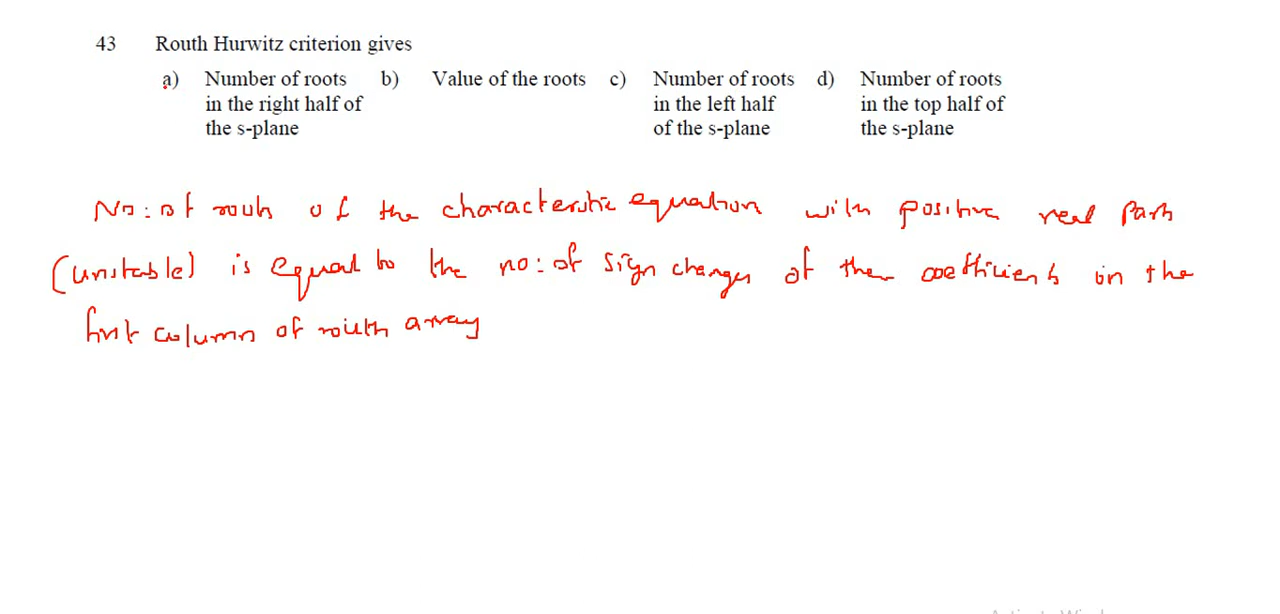 43 Routh Hurwitz criterion gives
a) Number of roots in the right half of the s-plane
b) Value of the roots
c) Number of roots in the left half of the s-plane
d) Number of roots in the top half of the s-plane
No: of roots of the characteristic equation with positive real parts
(unstable) is equal to the no: of sign changes of the coefficients in the
first column of routh array